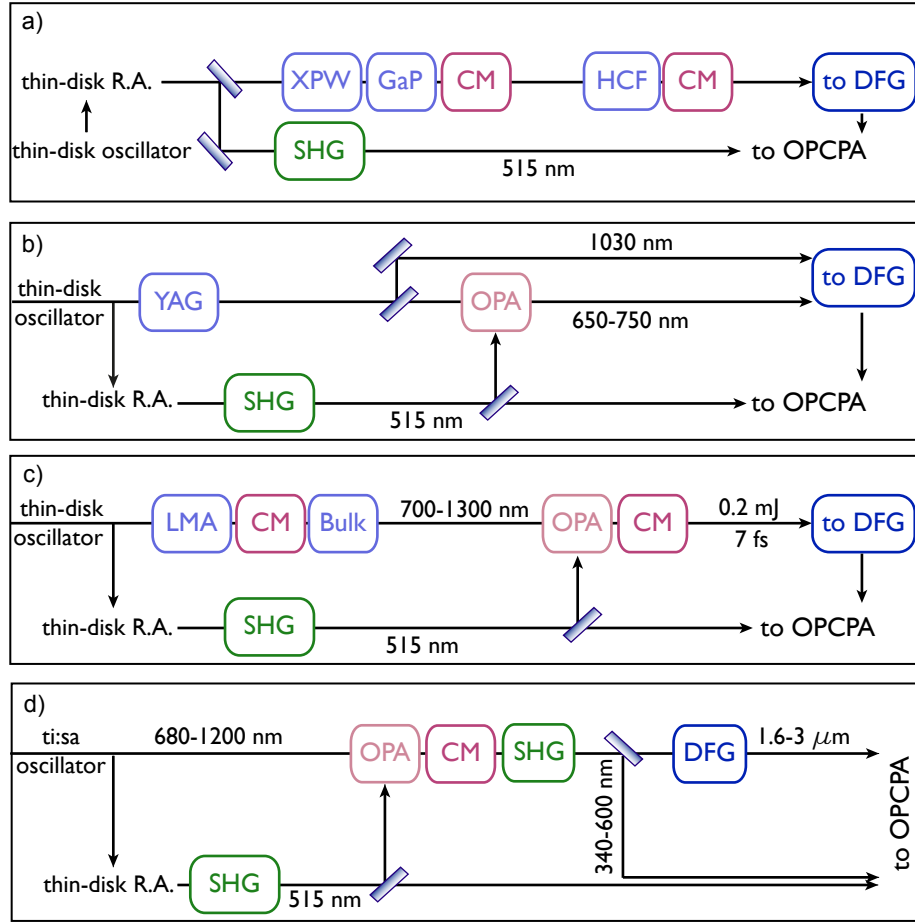 a)
thin-disk R.A.
XPW
GaP
CM
HCF
CM
to DFG
thin-disk oscillator
SHG
515 nm
to OPCPA
b)
1030 nm
to DFG
thin-disk
oscillator
YAG
OPA
650-750 nm
thin-disk R.A.
SHG
515 nm
to OPCPA
c)
thin-disk
oscillator
LMA
CM
Bulk
700-1300 nm
OPA
CM
0.2 mJ
7 fs
to DFG
thin-disk R.A.
SHG
515 nm
to OPCPA
d)
ti:sa
oscillator
680-1200 nm
OPA
CM
SHG
DFG
1.6-3 μm
340-600 nm
to OPCPA
thin-disk R.A.
SHG
515 nm